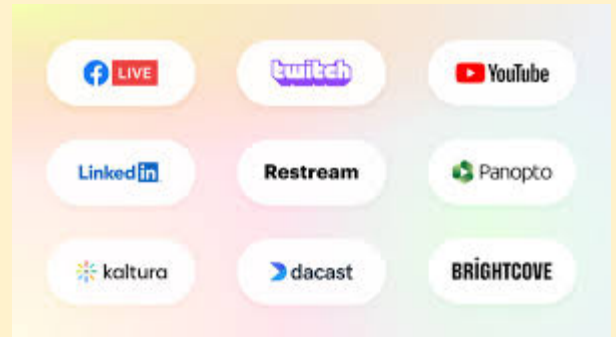 f LIVE
twitch
YouTube
Linked in
Restream
Panopto
kaltura
dacast
BRIGHTCOVE